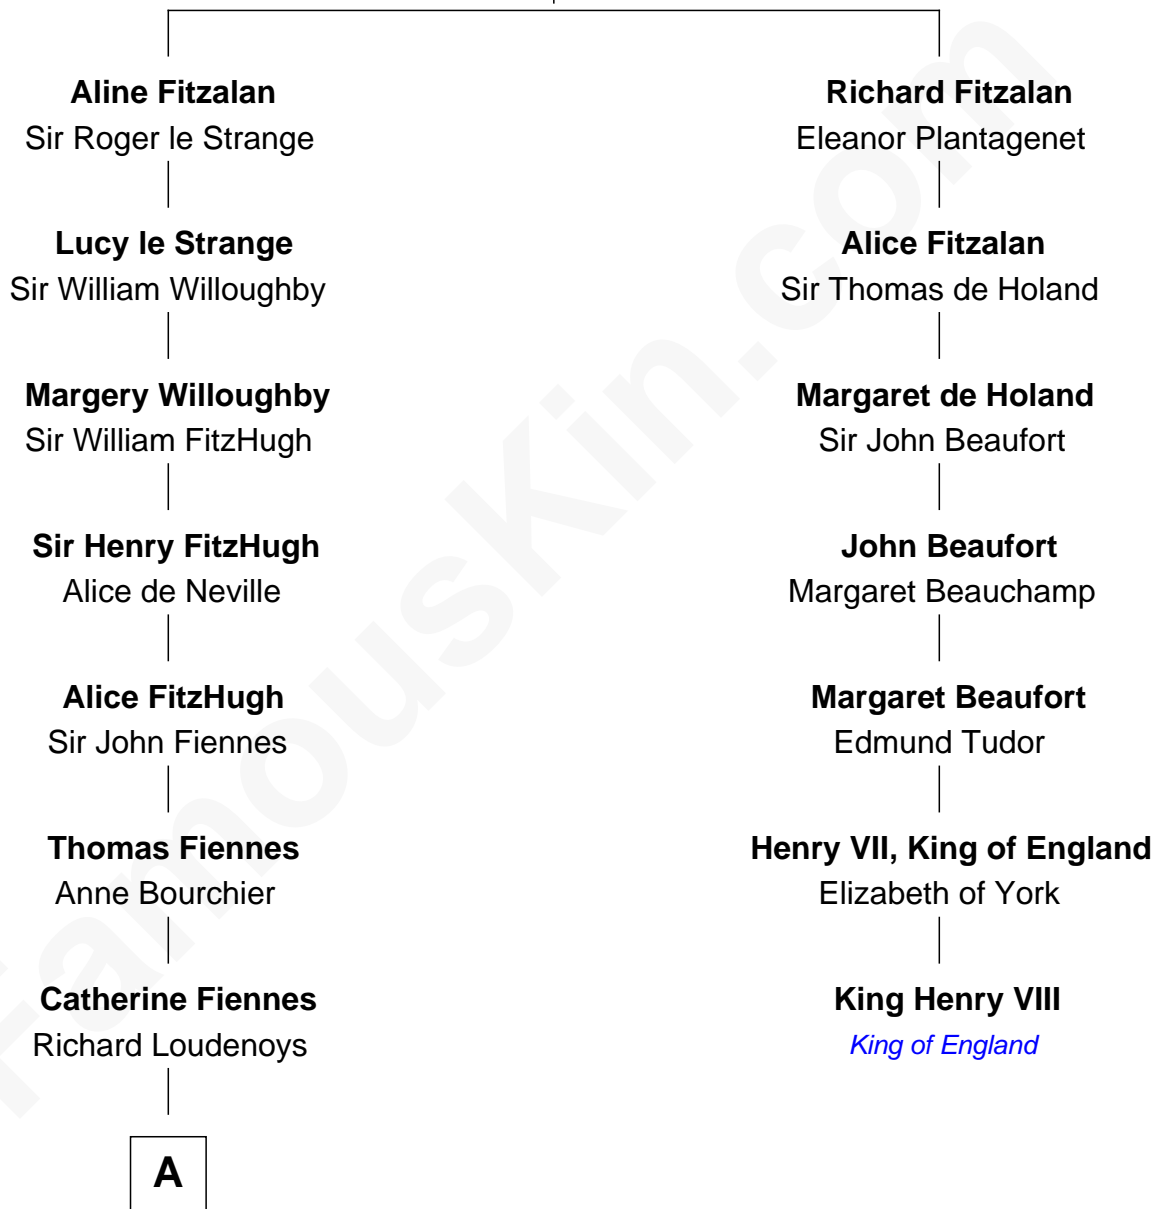 Aline Fitzalan
Sir Roger le Strange
Lucy le Strange
Sir William Willoughby
Margery Willoughby
Sir William FitzHugh
Sir Henry FitzHugh
Alice de Neville
Alice FitzHugh
Sir John Fiennes
Thomas Fiennes
Anne Bourchier
Catherine Fiennes
Richard Loudenoys
A
Richard Fitzalan
Eleanor Plantagenet
Alice Fitzalan
Sir Thomas de Holand
Margaret de Holand
Sir John Beaufort
John Beaufort
Margaret Beauchamp
Margaret Beaufort
Edmund Tudor
Henry VII, King of England
Elizabeth of York
King Henry VIII
King of England
FamousKin.com